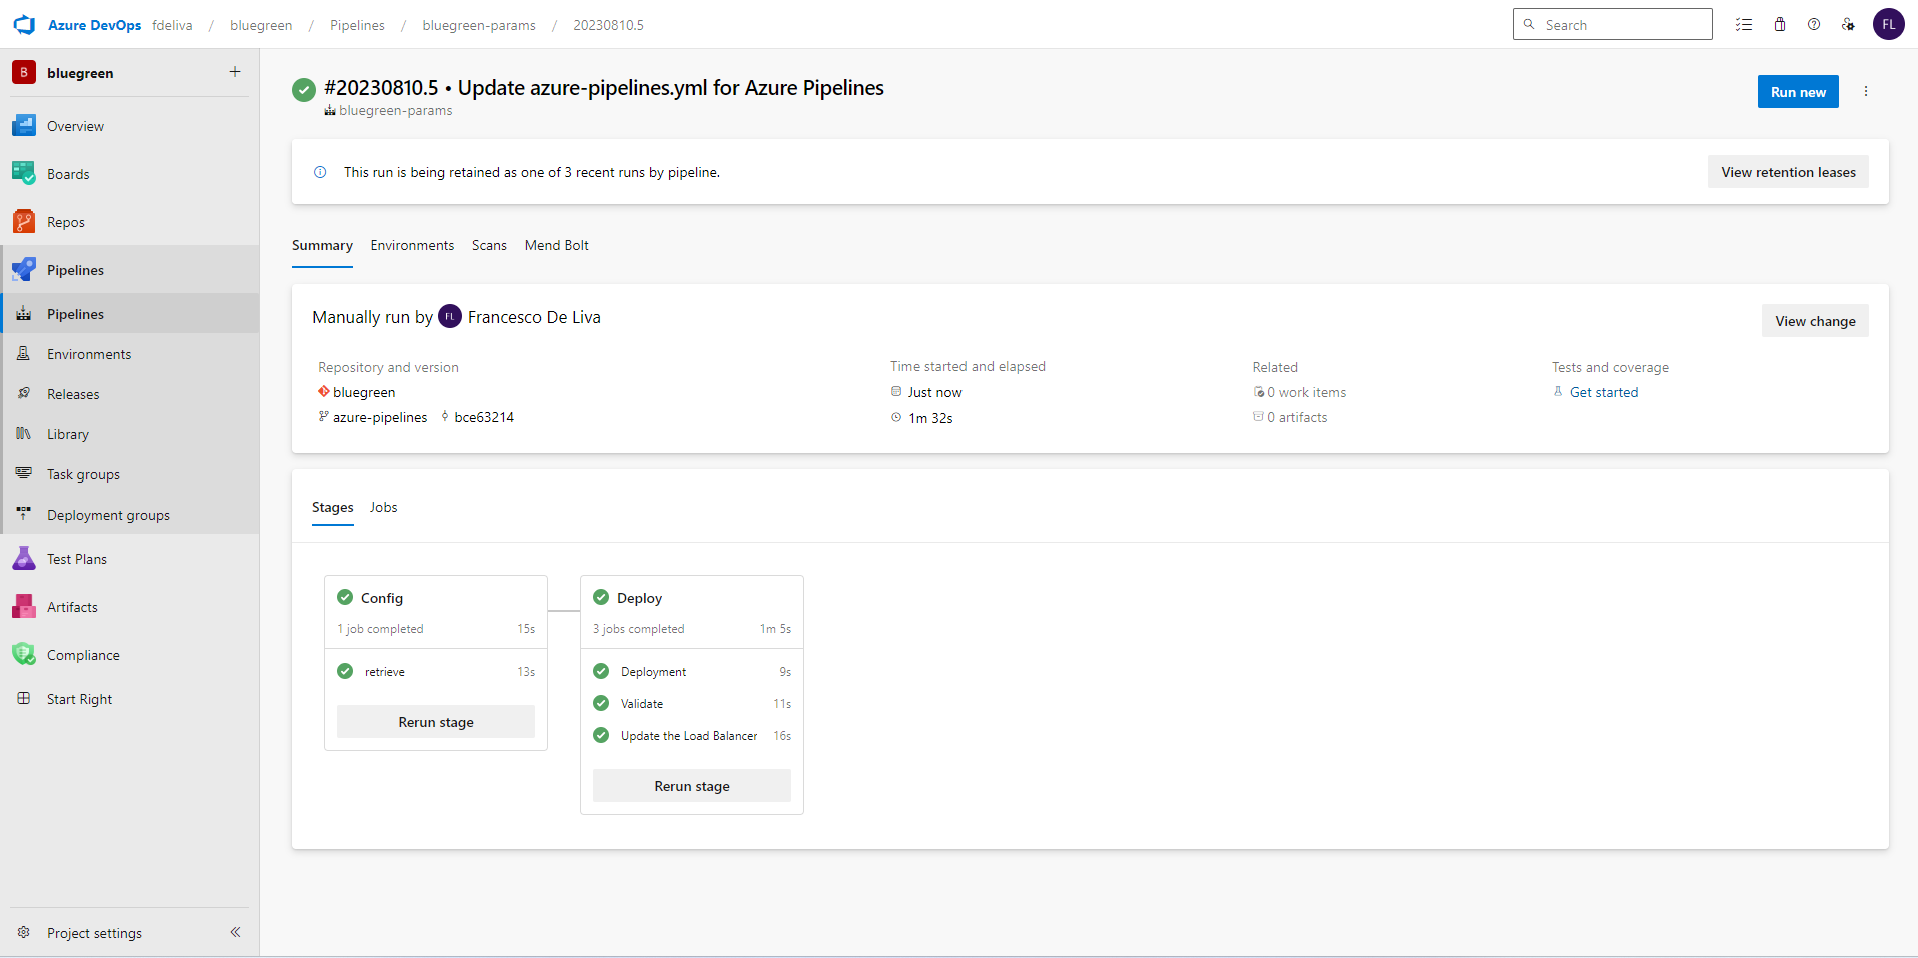 Azure DevOps fdeliva / bluegreen / Pipelines / bluegreen-params / 20230810.5
Search
FL
B bluegreen
Overview
Boards
Repos
Pipelines
Pipelines
Environments
Releases
Library
Task groups
Deployment groups
Test Plans
Artifacts
Compliance
Start Right
Project settings
#20230810.5 • Update azure-pipelines.yml for Azure Pipelines
bluegreen-params
Run new
This run is being retained as one of 3 recent runs by pipeline.
View retention leases
Summary Environments Scans Mend Bolt
Manually run by FL Francesco De Liva
View change
Repository and version
bluegreen
azure-pipelines bce63214
Time started and elapsed
Just now
1m 32s
Related
0 work items
0 artifacts
Tests and coverage
Get started
Stages Jobs
Config
1 job completed 15s
retrieve 13s
Rerun stage
Deploy
3 jobs completed 1m 5s
Deployment 9s
Validate 11s
Update the Load Balancer 16s
Rerun stage